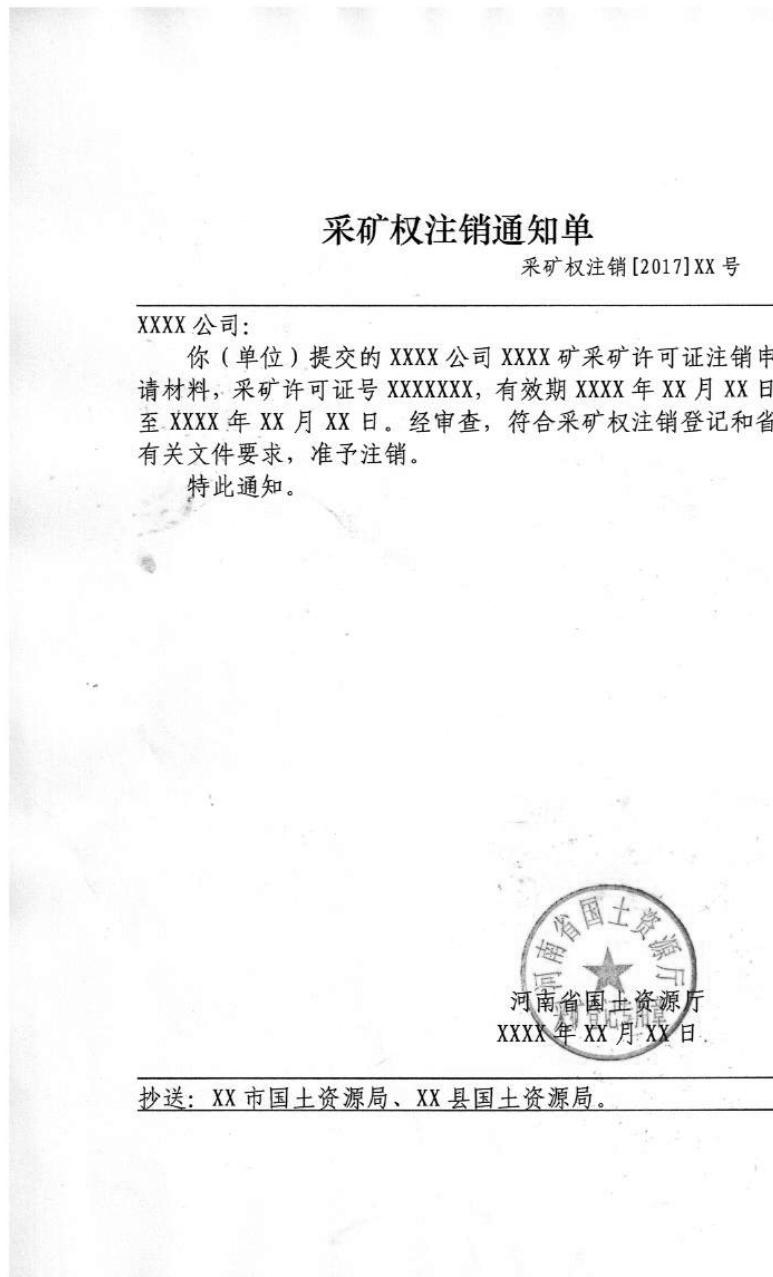 采矿权注销通知单
采矿权注销[2017]XX号
XXXX公司：
你（单位）提交的XXXX公司XXXX矿采矿许可证注销申
请材料，采矿许可证号XXXXXXX，有效期XXXX年XX月XX日
至XXXX年XX月XX日。经审查，符合采矿权注销登记和省
有关文件要求，准予注销。
特此通知。
河南省国土资源厅
河南省国土资源厅
XXXX年XX月XX日
抄送：XX市国土资源局、XX县国土资源局。